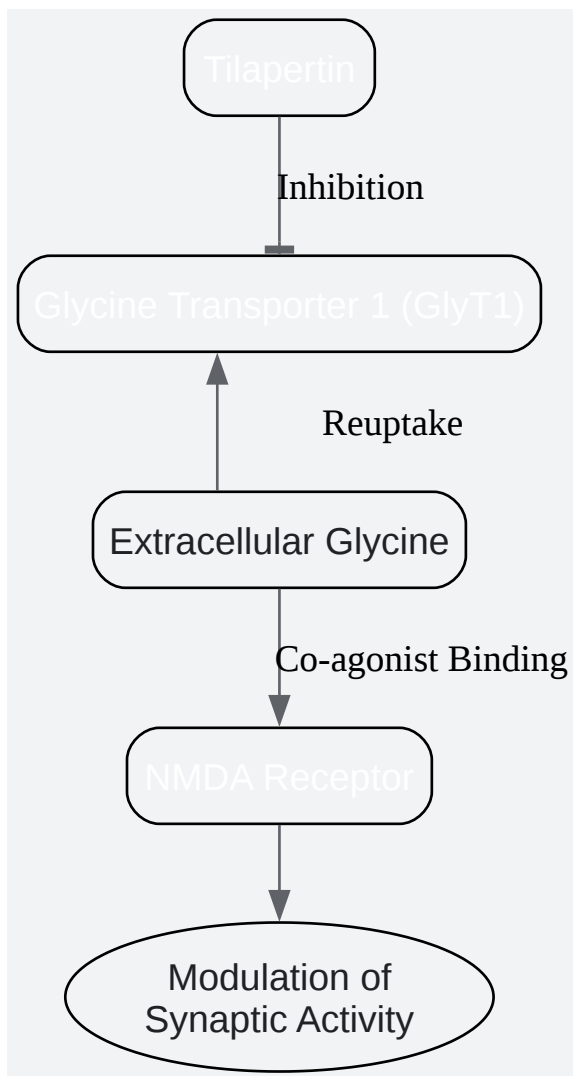 Tilapertin
Inhibition
Glycine Transporter 1 (GlyT1)
Reuptake
Extracellular Glycine
Co-agonist Binding
NMDA Receptor
Modulation of
Synaptic Activity